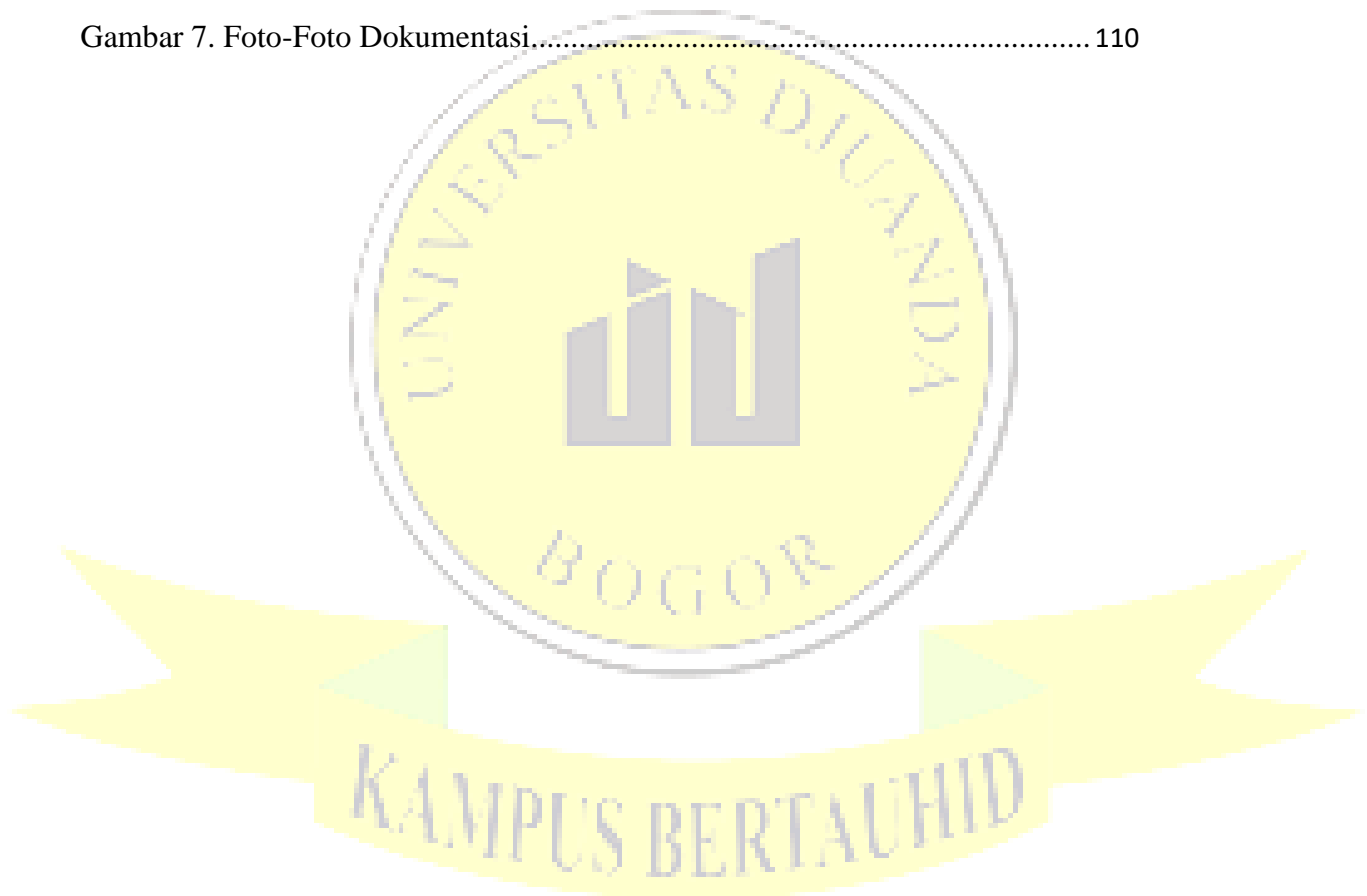 Gambar 7. Foto-Foto Dokumentasi.......................................................................... 110
UNIVERSITAS DJUANDA
BOGOR
KAMPUS BERTAUHID